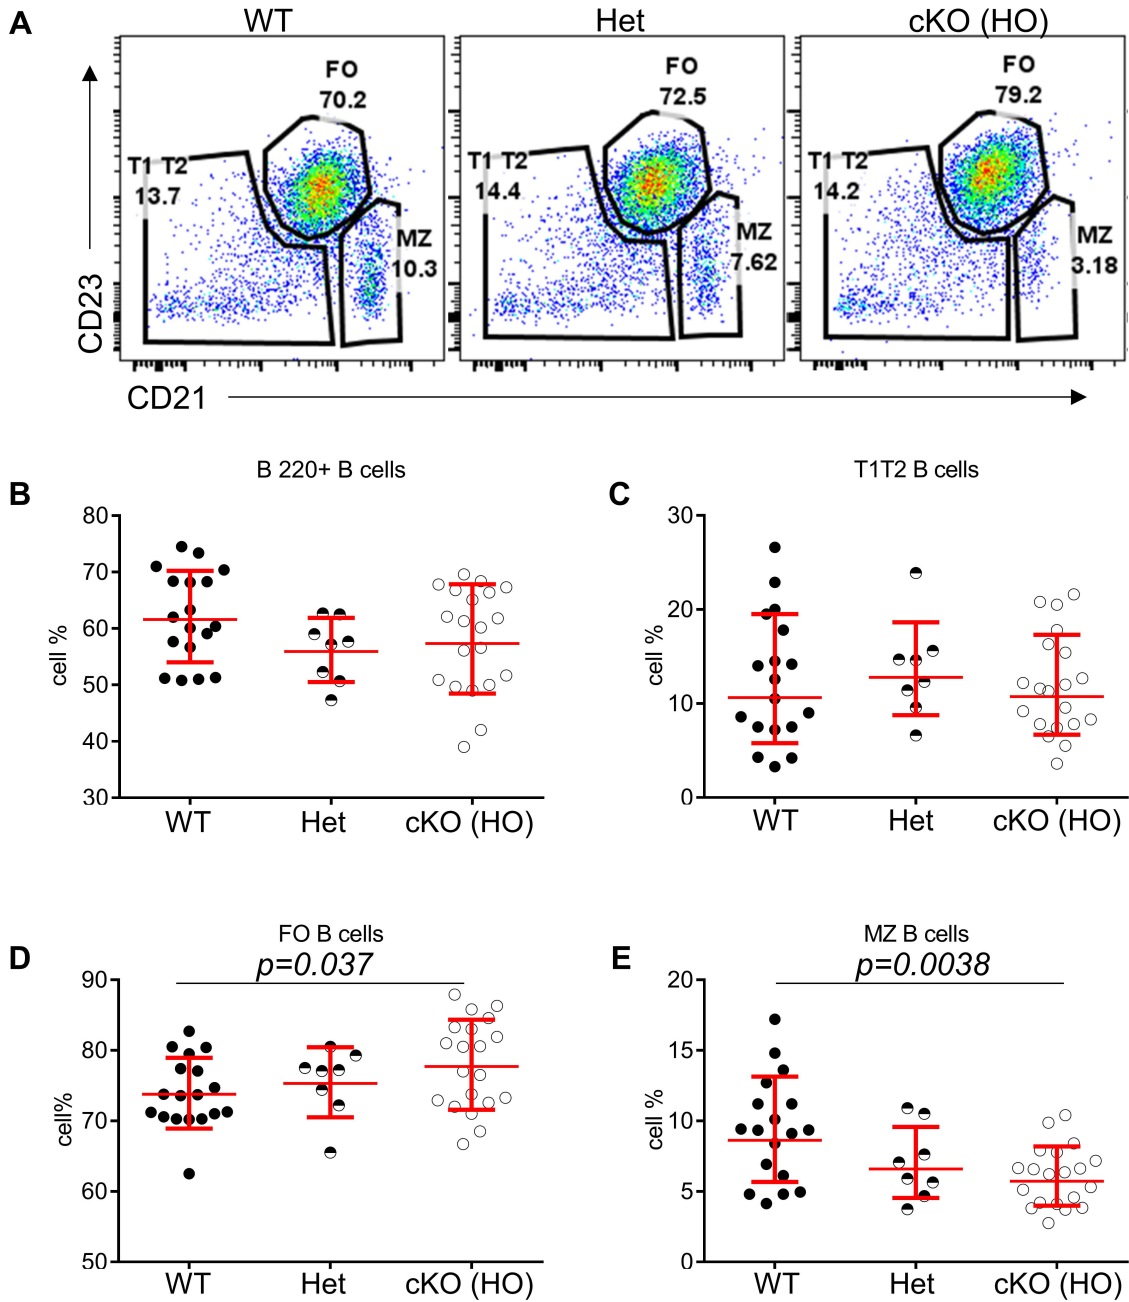 A
WT
Het
cKO (HO)
FO
70.2
T1 T2
13.7
MZ
10.3
FO
72.5
T1 T2
14.4
MZ
7.62
FO
79.2
T1 T2
14.2
MZ
3.18
CD23
CD21
B
B 220+ B cells
cell %
80
70
60
50
40
30
WT
Het
cKO (HO)
C
T1T2 B cells
cell %
30
20
10
0
WT
Het
cKO (HO)
D
FO B cells
p=0.037
cell%
90
80
70
60
50
WT
Het
cKO (HO)
E
MZ B cells
p=0.0038
cell %
20
15
10
5
0
WT
Het
cKO (HO)